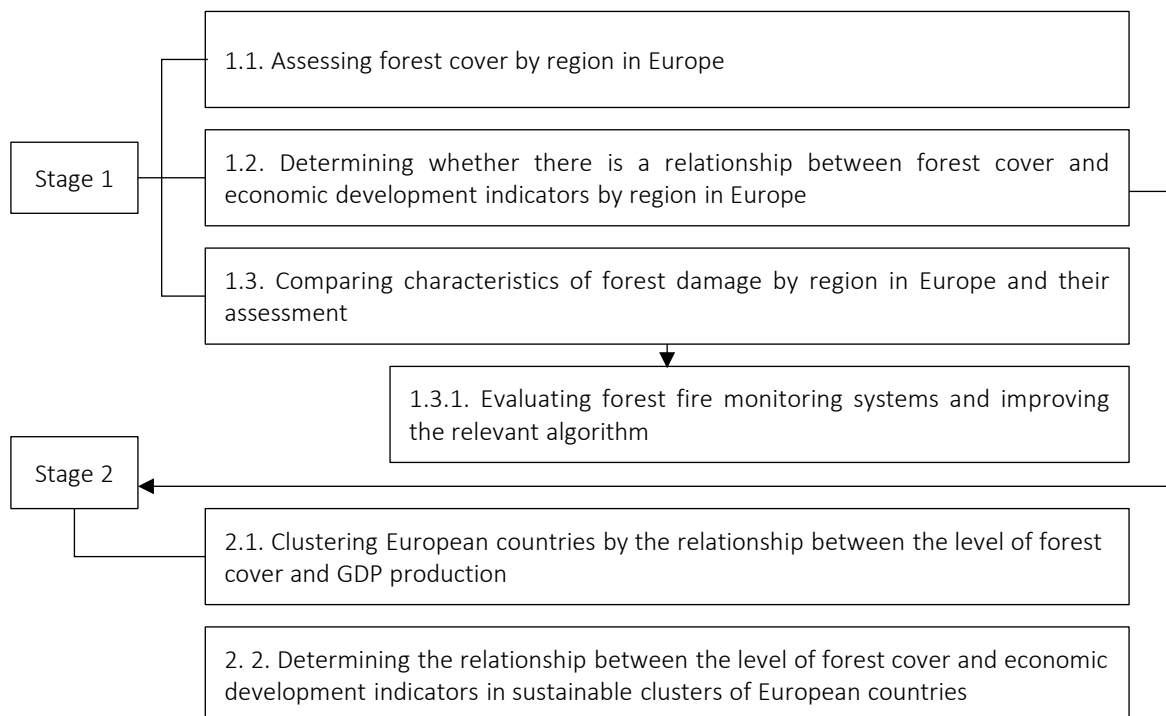 1.1. Assessing forest cover by region in Europe
Stage 1
1.2. Determining whether there is a relationship between forest cover and
economic development indicators by region in Europe
1.3. Comparing characteristics of forest damage by region in Europe and their
assessment
1.3.1. Evaluating forest fire monitoring systems and improving
the relevant algorithm
Stage 2
2.1. Clustering European countries by the relationship between the level of forest
cover and GDP production
2. 2. Determining the relationship between the level of forest cover and economic
development indicators in sustainable clusters of European countries